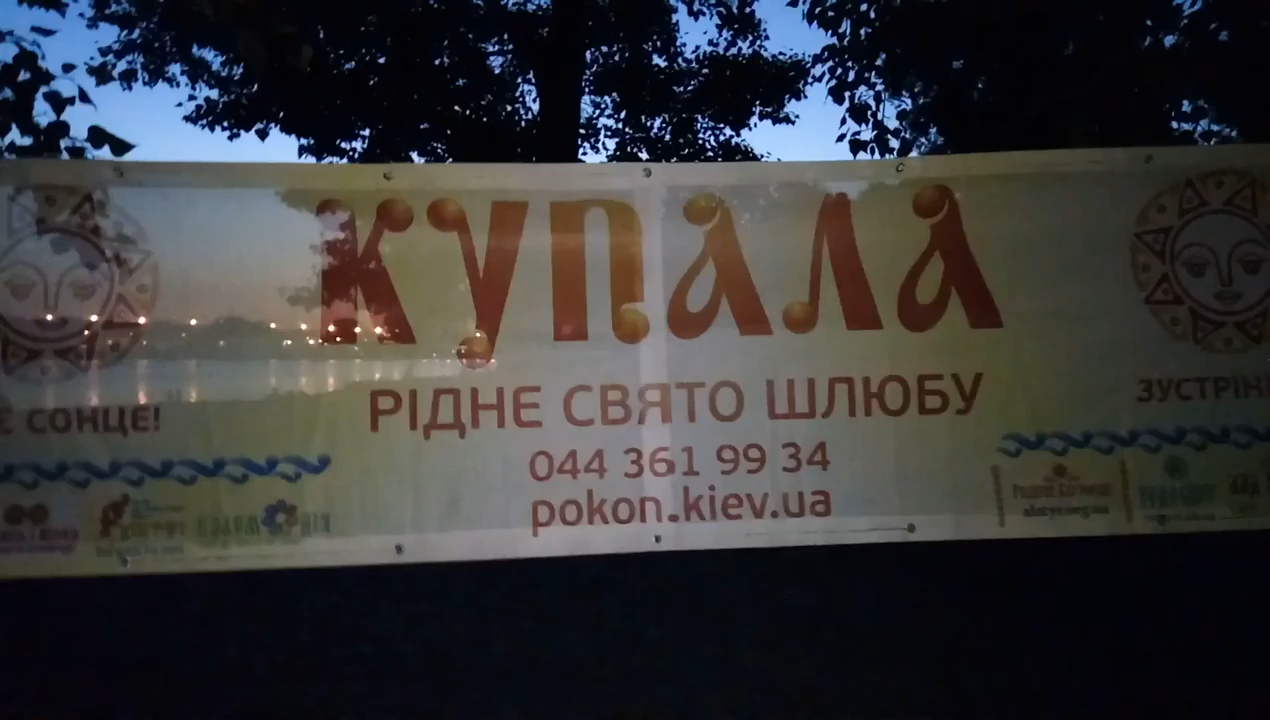 КУПАЛА
РІДНЕ СВЯТО ШЛЮБУ
044 361 99 34
pokon.kiev.ua
Є СОНЦЕ!
ЗУСТРІН